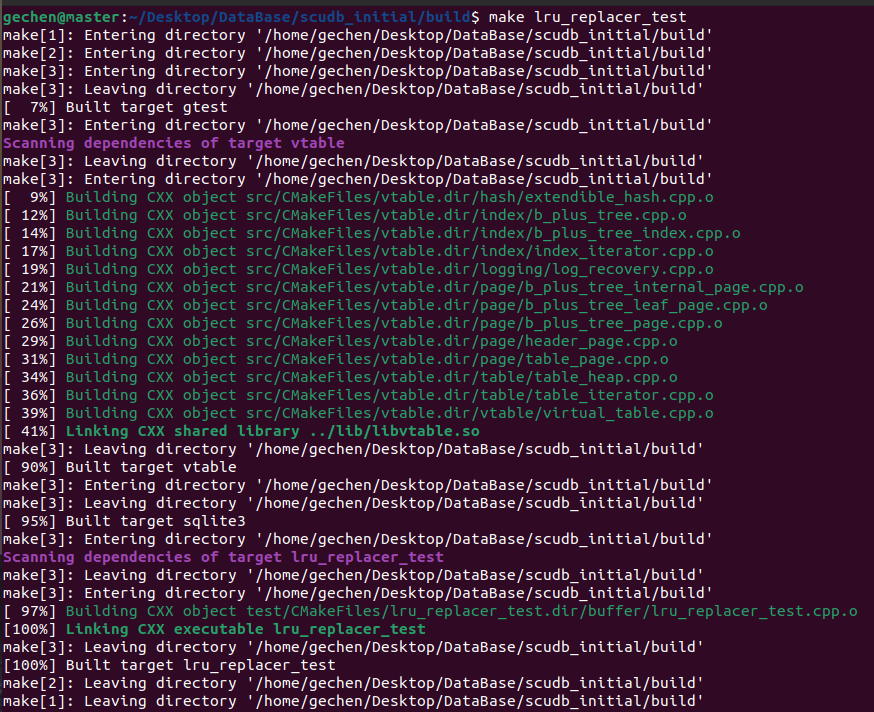 gechen@master:~/Desktop/DataBase/scudb_initial/build$ make lru_replacer_test
make[1]: Entering directory '/home/gechen/Desktop/DataBase/scudb_initial/build'
make[2]: Entering directory '/home/gechen/Desktop/DataBase/scudb_initial/build'
make[3]: Entering directory '/home/gechen/Desktop/DataBase/scudb_initial/build'
make[3]: Leaving directory '/home/gechen/Desktop/DataBase/scudb_initial/build'
[  7%] Built target gtest
make[3]: Entering directory '/home/gechen/Desktop/DataBase/scudb_initial/build'
Scanning dependencies of target vtable
make[3]: Leaving directory '/home/gechen/Desktop/DataBase/scudb_initial/build'
make[3]: Entering directory '/home/gechen/Desktop/DataBase/scudb_initial/build'
[  9%] Building CXX object src/CMakeFiles/vtable.dir/hash/extendible_hash.cpp.o
[ 12%] Building CXX object src/CMakeFiles/vtable.dir/index/b_plus_tree.cpp.o
[ 14%] Building CXX object src/CMakeFiles/vtable.dir/index/b_plus_tree_index.cpp.o
[ 17%] Building CXX object src/CMakeFiles/vtable.dir/index/index_iterator.cpp.o
[ 19%] Building CXX object src/CMakeFiles/vtable.dir/logging/log_recovery.cpp.o
[ 21%] Building CXX object src/CMakeFiles/vtable.dir/page/b_plus_tree_internal_page.cpp.o
[ 24%] Building CXX object src/CMakeFiles/vtable.dir/page/b_plus_tree_leaf_page.cpp.o
[ 26%] Building CXX object src/CMakeFiles/vtable.dir/page/b_plus_tree_page.cpp.o
[ 29%] Building CXX object src/CMakeFiles/vtable.dir/page/header_page.cpp.o
[ 31%] Building CXX object src/CMakeFiles/vtable.dir/page/table_page.cpp.o
[ 34%] Building CXX object src/CMakeFiles/vtable.dir/table/table_heap.cpp.o
[ 36%] Building CXX object src/CMakeFiles/vtable.dir/table/table_iterator.cpp.o
[ 39%] Building CXX object src/CMakeFiles/vtable.dir/vtable/virtual_table.cpp.o
[ 41%] Linking CXX shared library ../lib/libvtable.so
make[3]: Leaving directory '/home/gechen/Desktop/DataBase/scudb_initial/build'
[ 90%] Built target vtable
make[3]: Entering directory '/home/gechen/Desktop/DataBase/scudb_initial/build'
make[3]: Leaving directory '/home/gechen/Desktop/DataBase/scudb_initial/build'
[ 95%] Built target sqlite3
make[3]: Entering directory '/home/gechen/Desktop/DataBase/scudb_initial/build'
Scanning dependencies of target lru_replacer_test
make[3]: Leaving directory '/home/gechen/Desktop/DataBase/scudb_initial/build'
make[3]: Entering directory '/home/gechen/Desktop/DataBase/scudb_initial/build'
[ 97%] Building CXX object test/CMakeFiles/lru_replacer_test.dir/buffer/lru_replacer_test.cpp.o
[100%] Linking CXX executable lru_replacer_test
make[3]: Leaving directory '/home/gechen/Desktop/DataBase/scudb_initial/build'
[100%] Built target lru_replacer_test
make[2]: Leaving directory '/home/gechen/Desktop/DataBase/scudb_initial/build'
make[1]: Leaving directory '/home/gechen/Desktop/DataBase/scudb_initial/build'